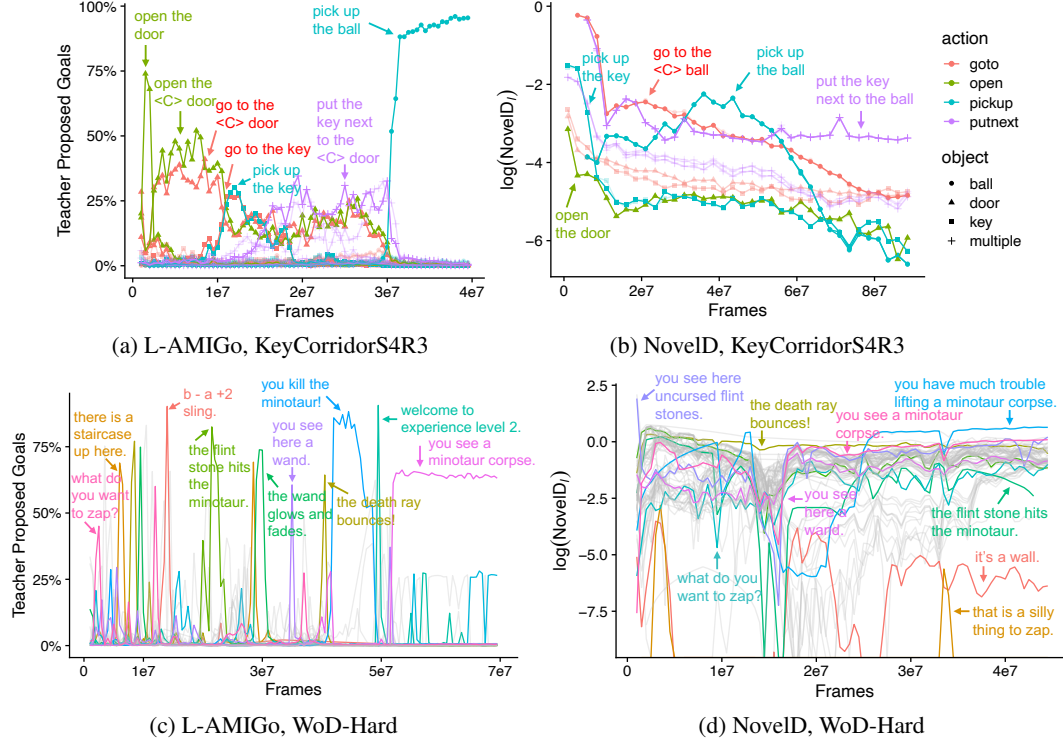 open the
door
open the
<C> door
go to the
<C> door
go to the key
pick up
the key
put the
key next
to the
<C> door
pick up
the ball
Teacher Proposed Goals
75%
50%
25%
0%
0
1e7
2e7
3e7
4e7
Frames
(a) L-AMIGo, KeyCorridorS4R3
pick up
the key
go to the
<C> ball
pick up
the ball
put the key
next to the ball
open
the door
log(NovelD_l)
0
−2
−4
−6
0
2e7
4e7
6e7
8e7
Frames
(b) NovelD, KeyCorridorS4R3
action
goto
open
pickup
putnext
object
ball
door
key
multiple
there is a
staircase
up here.
what do
you want
to zap?
b - a +2
sling.
the flint
stone hits
the
minotaur.
you kill the
minotaur!
you see
here a
wand.
the wand
glows and
fades.
the death ray
bounces!
welcome to
experience level 2.
you see a
minotaur corpse.
Teacher Proposed Goals
75%
50%
25%
0%
0
1e7
3e7
5e7
7e7
Frames
(c) L-AMIGo, WoD-Hard
you see here
uncursed flint
stones.
the death ray
bounces!
you see a minotaur
corpse.
you have much trouble
lifting a minotaur corpse.
you see
here a
wand.
the flint stone hits
the minotaur.
what do you
want to zap?
it's a wall.
that is a silly
thing to zap.
log(NovelD_l)
2.5
0.0
−2.5
−5.0
−7.5
0
1e7
2e7
3e7
4e7
Frames
(d) NovelD, WoD-Hard